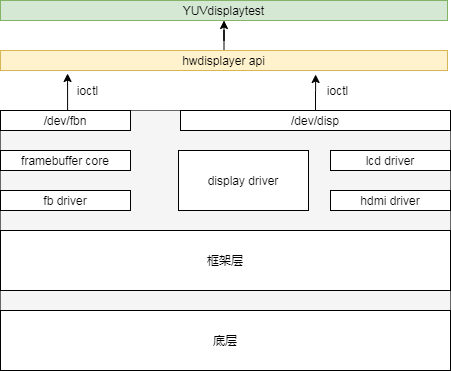 YUVdisplaytest
hwdisplayer api
ioctl
ioctl
/dev/fbn
/dev/disp
framebuffer core
display driver
lcd driver
fb driver
hdmi driver
框架层
底层